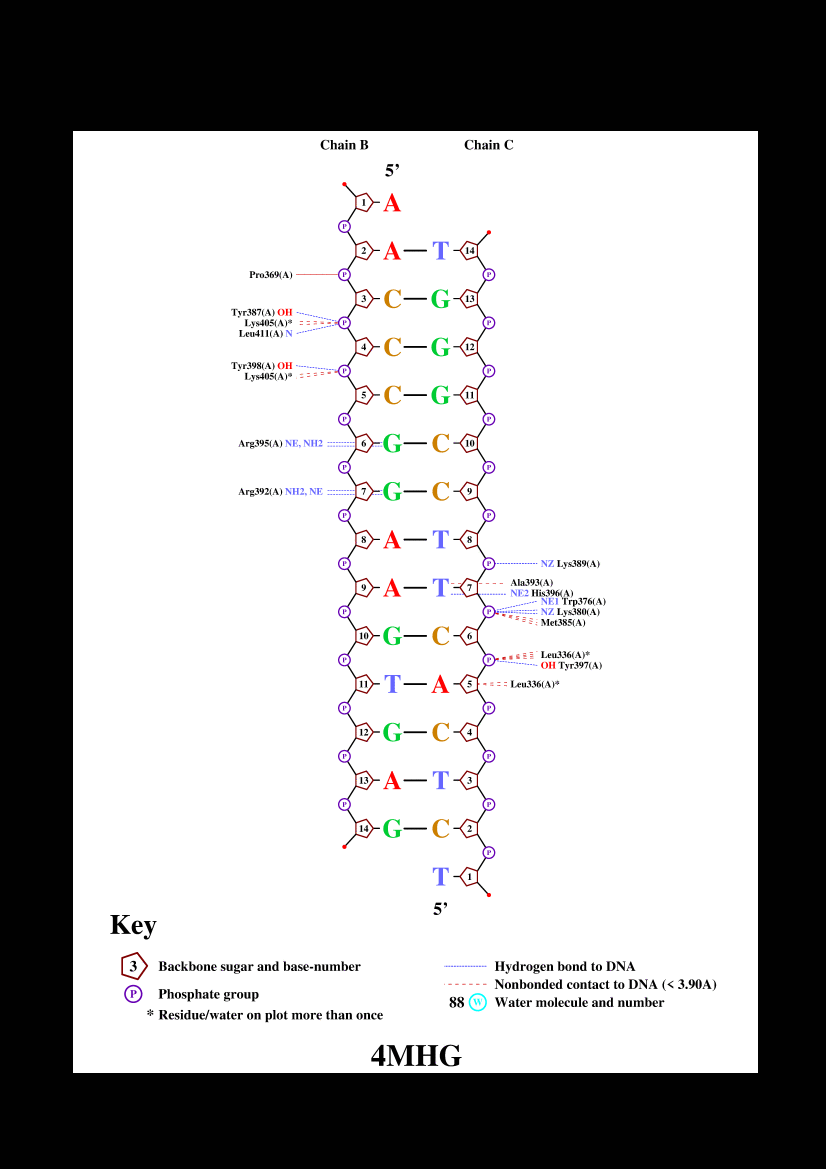 Chain B Chain C
5’
1 A
P
2 A T 14
Pro369(A) P P
3 C G 13
Tyr387(A) OH
Lys405(A)* P P
Leu411(A) N
4 C G 12
Tyr398(A) OH
P P
Lys405(A)*
5 C G 11
P P
Arg395(A) NE, NH2 6 G C 10
P P
Arg392(A) NH2, NE 7 G C 9
P P
8 A T 8
P P NZ Lys389(A)
Ala393(A)
9 A T 7
NE2 His396(A)
NE1 Trp376(A)
P P NZ Lys380(A)
Met385(A)
10 G C 6
Leu336(A)*
P P
OH Tyr397(A)
11 T A 5 Leu336(A)*
P P
12 G C 4
P P
13 A T 3
P P
14 G C 2
P
T 1
5’
Key
3 Backbone sugar and base-number
P Phosphate group
* Residue/water on plot more than once
Hydrogen bond to DNA
Nonbonded contact to DNA (< 3.90A)
88 W Water molecule and number
4MHG